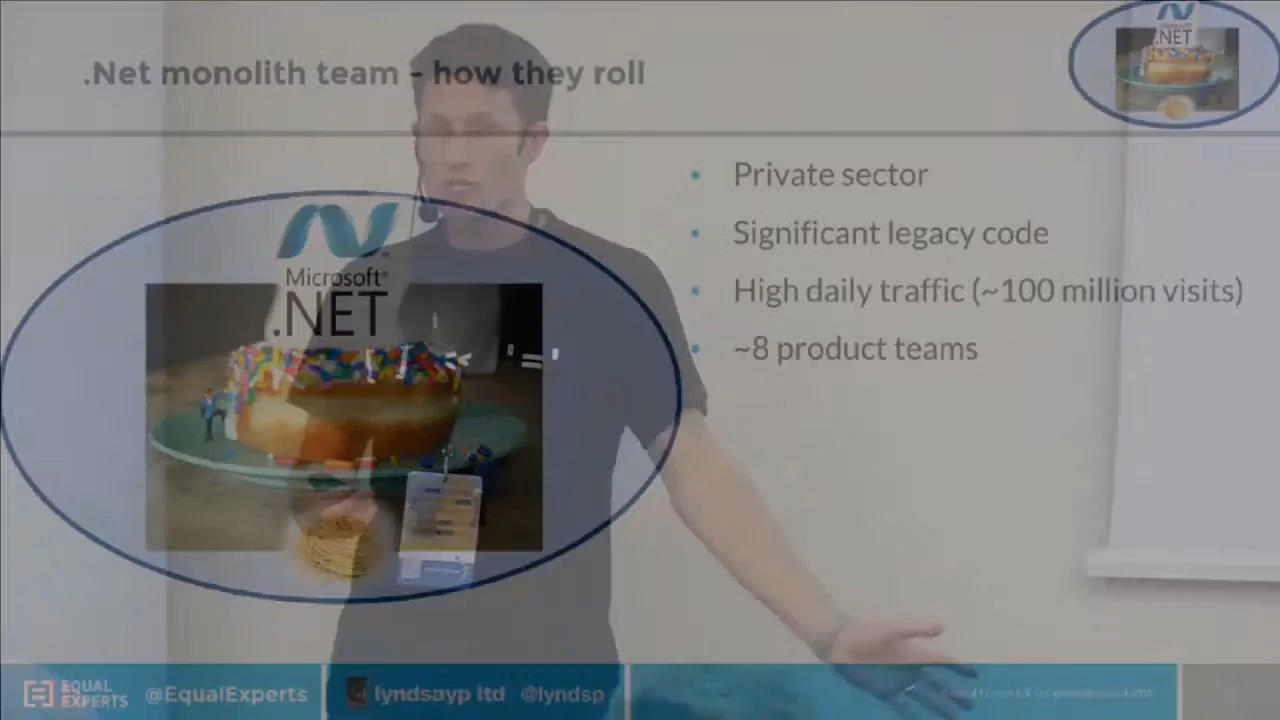 .Net monolith team - how they roll
.NET
Microsoft®
.NET
• Private sector
• Significant legacy code
• High daily traffic (~100 million visits)
• ~8 product teams
EQUAL
EXPERTS
@EqualExperts
lyndsayp ltd @lyndsp